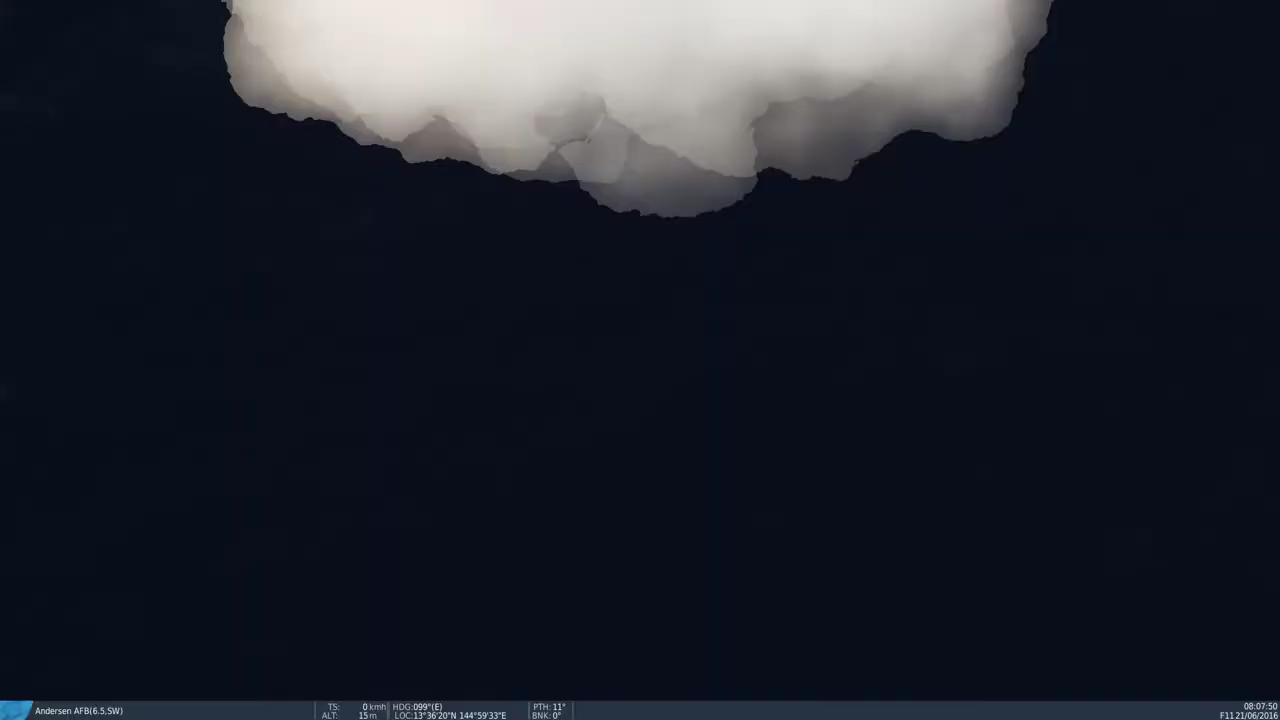 Andersen AFB(6.5,SW)
TS: 0 kmh
ALT: 15 m
HDG:099°(E)
LOC:13°36'20"N 144°59'33"E
PTH: 11°
BNK: 0°
08:07:50
F11 21/06/2016